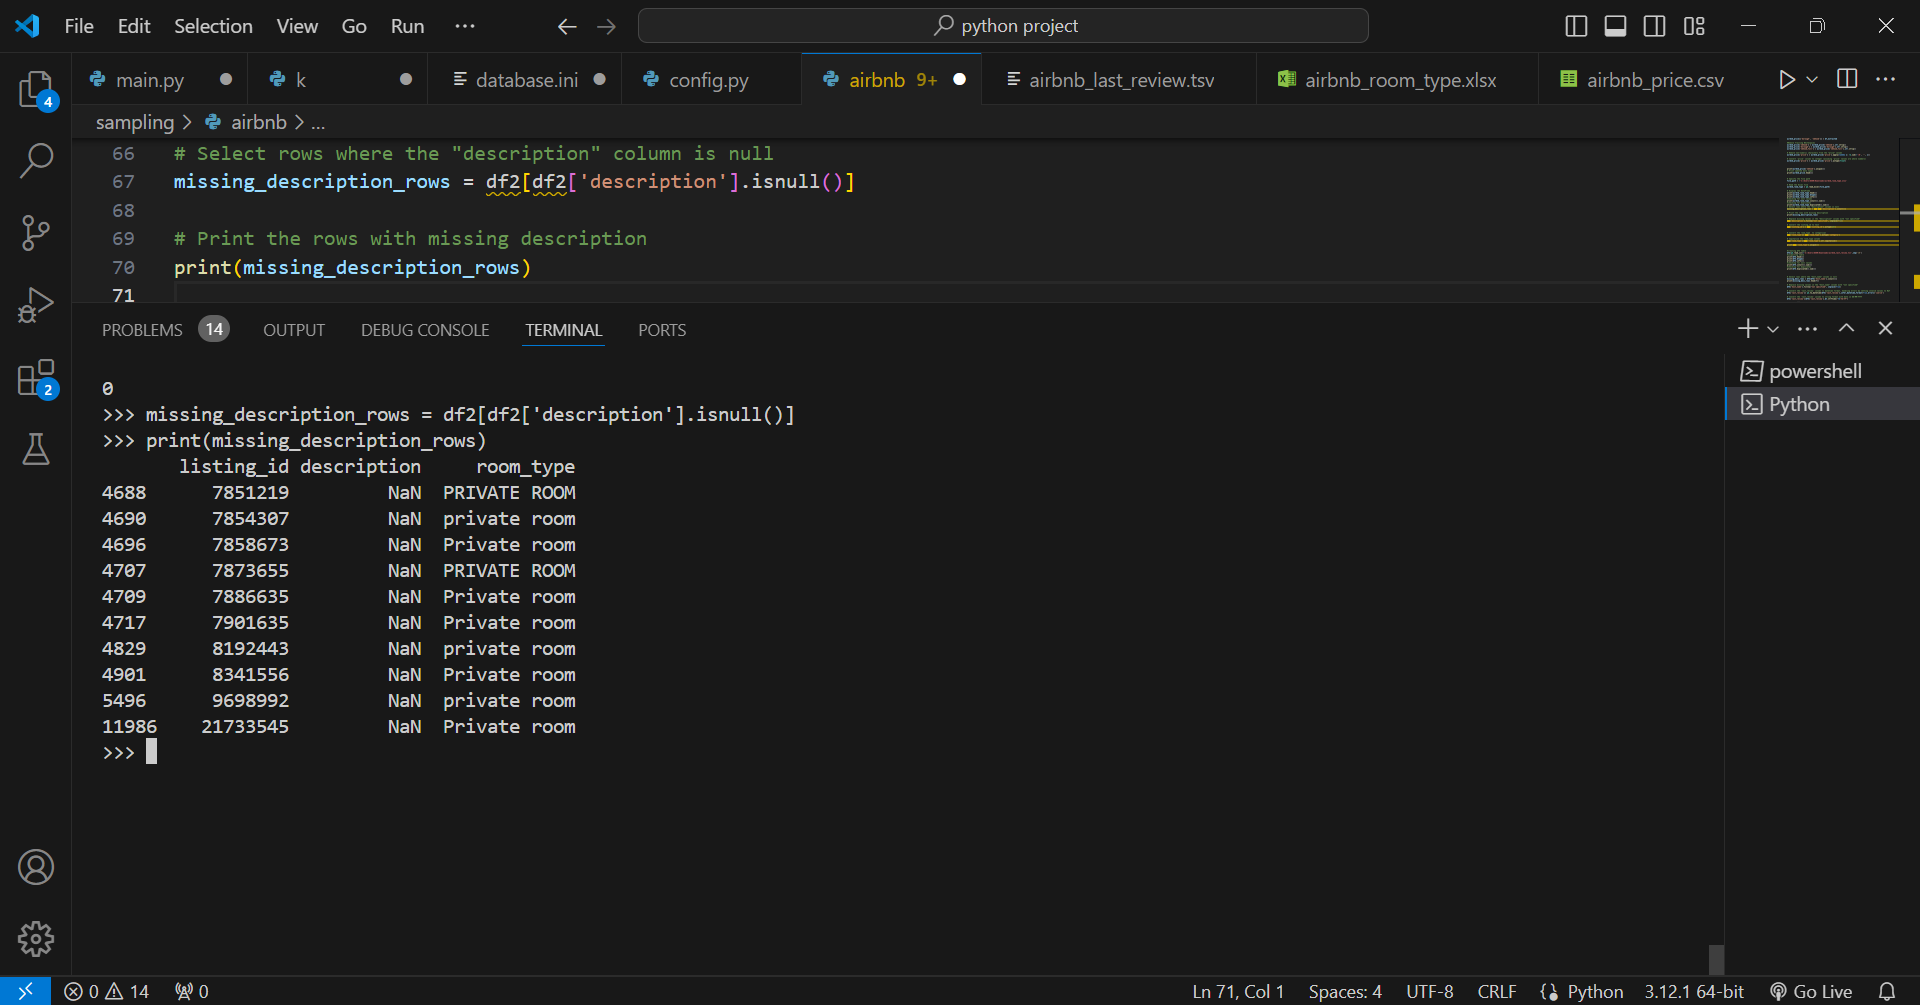 File Edit Selection View Go Run ··· python project
main.py k database.ini config.py airbnb 9+ airbnb_last_review.tsv airbnb_room_type.xlsx airbnb_price.csv
4
sampling > airbnb > ...
66 # Select rows where the "description" column is null
67 missing_description_rows = df2[df2['description'].isnull()]
68
69 # Print the rows with missing description
70 print(missing_description_rows)
71
PROBLEMS 14 OUTPUT DEBUG CONSOLE TERMINAL PORTS
powershell
Python
2
0
>>> missing_description_rows = df2[df2['description'].isnull()]
>>> print(missing_description_rows)
listing_id description room_type
4688 7851219 NaN PRIVATE ROOM
4690 7854307 NaN private room
4696 7858673 NaN Private room
4707 7873655 NaN PRIVATE ROOM
4709 7886635 NaN Private room
4717 7901635 NaN Private room
4829 8192443 NaN private room
4901 8341556 NaN private room
5496 9698992 NaN private room
11986 21733545 NaN Private room
>>>
0 14 0 Ln 71, Col 1 Spaces: 4 UTF-8 CRLF Python 3.12.1 64-bit Go Live